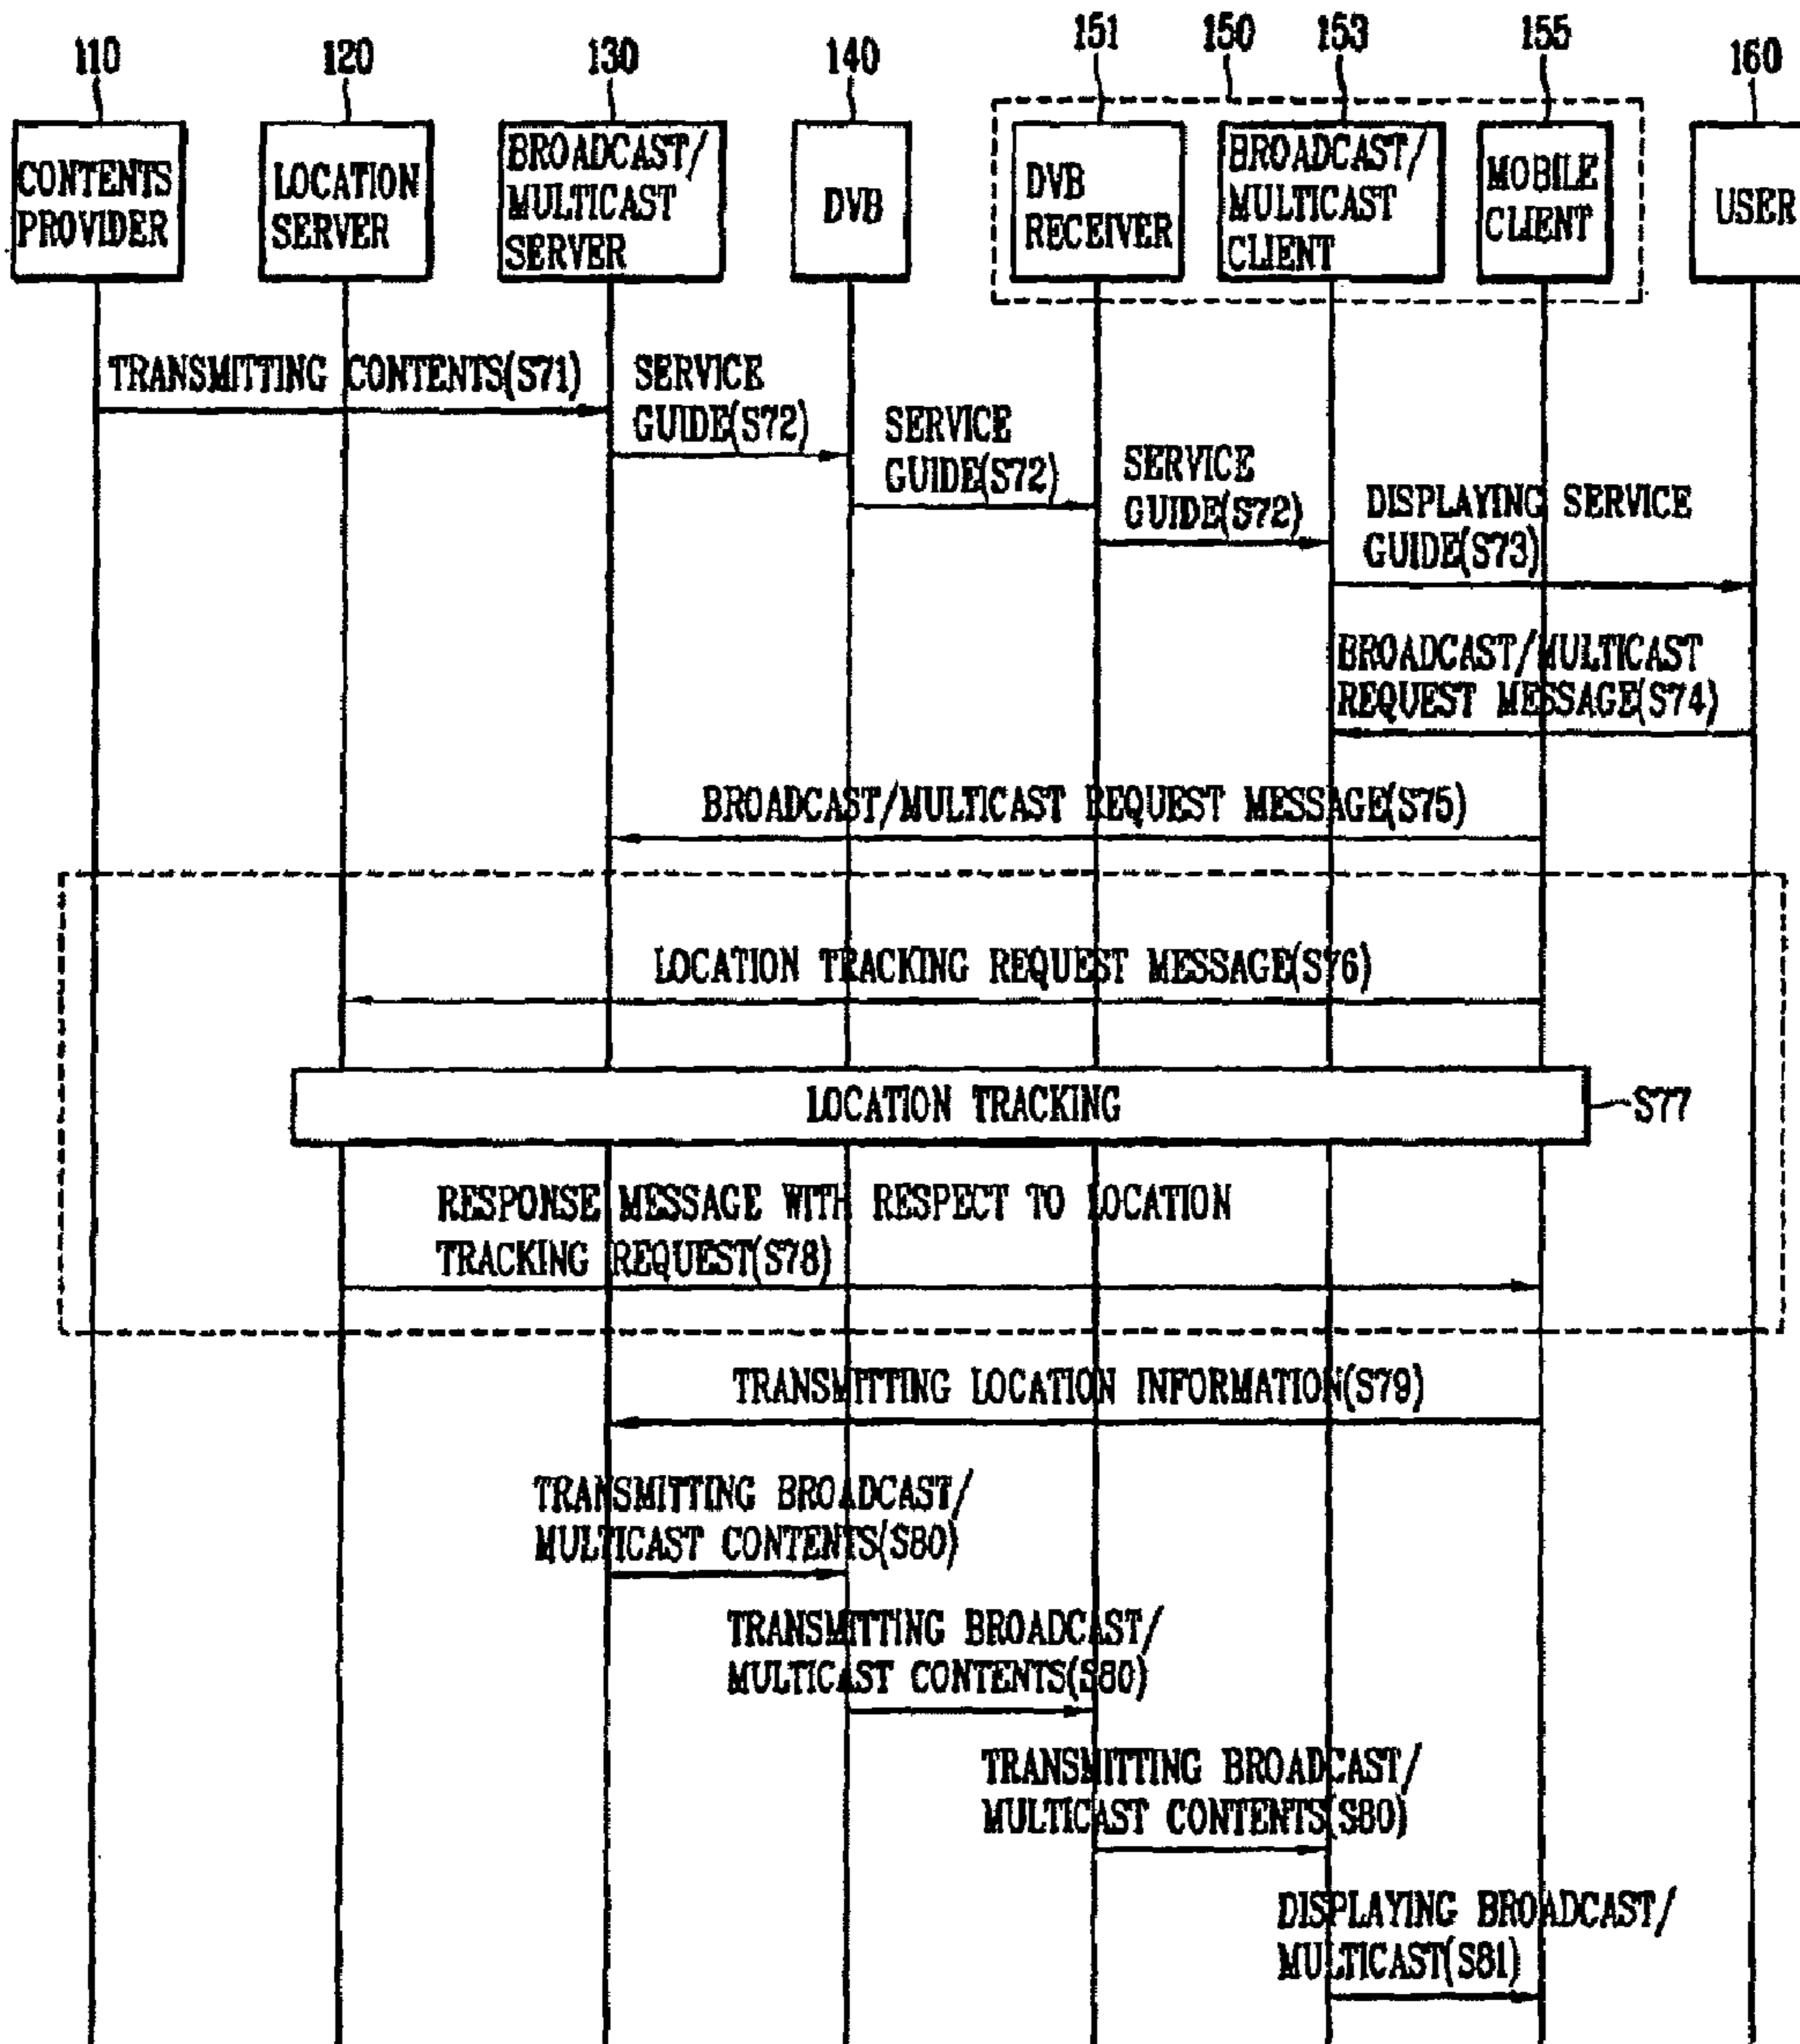 110
120
130
140
151
150
153
155
160
CONTENTS
PROVIDER
LOCATION
SERVER
BROADCAST/
MULTICAST
SERVER
DVB
DVB
RECEIVER
BROADCAST/
MULTICAST
CLIENT
MOBILE
CLIENT
USER
TRANSMITTING CONTENTS(S71)
SERVICE
GUIDE(S72)
SERVICE
GUIDE(S72)
SERVICE
GUIDE(S72)
DISPLAYING SERVICE
GUIDE(S73)
BROADCAST/MULTICAST
REQUEST MESSAGE(S74)
BROADCAST/MULTICAST REQUEST MESSAGE(S75)
LOCATION TRACKING REQUEST MESSAGE(S76)
LOCATION TRACKING
S77
RESPONSE MESSAGE WITH RESPECT TO LOCATION
TRACKING REQUEST(S78)
TRANSMITTING LOCATION INFORMATION(S79)
TRANSMITTING BROADCAST/
MULTICAST CONTENTS(S80)
TRANSMITTING BROADCAST/
MULTICAST CONTENTS(S80)
TRANSMITTING BROADCAST/
MULTICAST CONTENTS(S80)
DISPLAYING BROADCAST/
MULTICAST(S81)